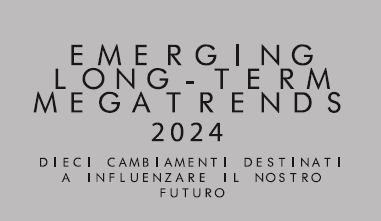 EMERGING
LONG-TERM
MEGATRENDS
2024
DIECI CAMBIAMENTI DESTINATI
A INFLUENZARE IL NOSTRO
FUTURO